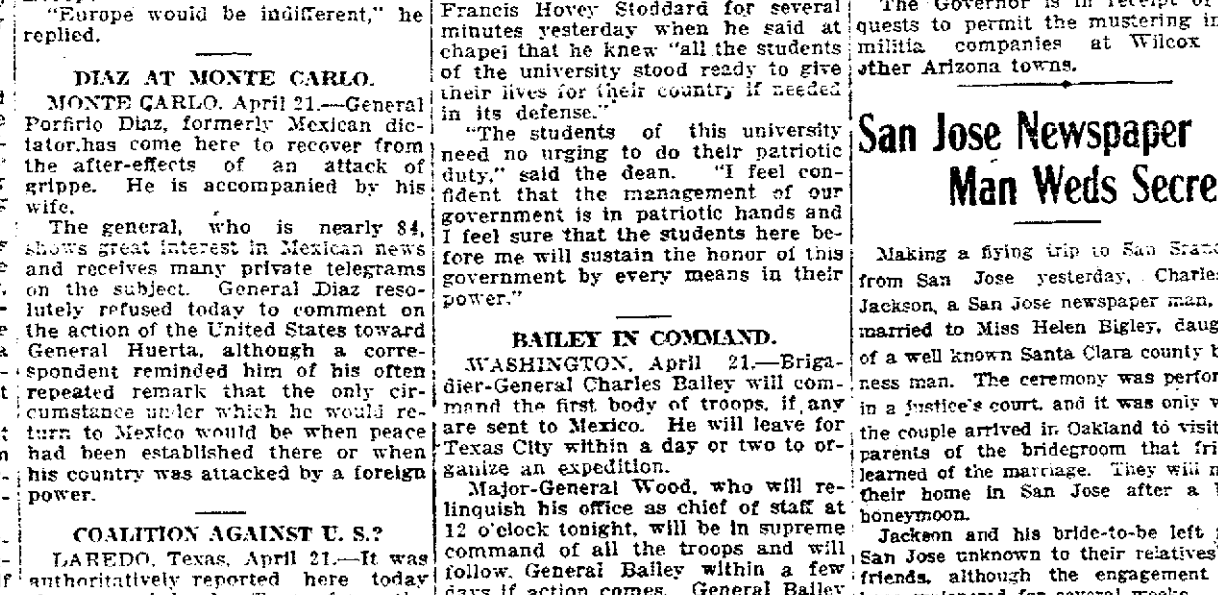 "Europe would be indifferent," he
replied.
DIAZ AT MONTE CARLO.
MONTE CARLO, April 21.—General
Porfirio Diaz, formerly Mexican dic-
tator.has come here to recover from
the after-effects of an attack of
grippe. He is accompanied by his
wife.
The general, who is nearly 84,
shows great interest in Mexican news
and receives many private telegrams
on the subject. General Diaz reso-
lutely refused today to comment on
the action of the United States toward
General Huerta, although a corre-
spondent reminded him of his often
repeated remark that the only cir-
cumstance under which he would re-
turn to Mexico would be when peace
had been established there or when
his country was attacked by a foreign
power.
COALITION AGAINST U. S.?
LAREDO, Texas, April 21.—It was
authoritatively reported here today
Francis Hovey Stoddard for several
minutes yesterday when he said at
chapel that he knew "all the students
of the university stood ready to give
their lives for their country if needed
in its defense."
"The students of this university
need no urging to do their patriotic
duty," said the dean. "I feel con-
fident that the management of our
government is in patriotic hands and
I feel sure that the students here be-
fore me will sustain the honor of this
government by every means in their
power."
BAILEY IN COMMAND.
WASHINGTON, April 21.—Briga-
dier-General Charles Bailey will com-
mand the first body of troops, if any
are sent to Mexico. He will leave for
Texas City within a day or two to or-
ganize an expedition.
Major-General Wood, who will re-
linquish his office as chief of staff at
12 o'clock tonight, will be in supreme
command of all the troops and will
follow. General Bailey within a few
days if action comes. General Bailey
The Governor is in receipt of
quests to permit the mustering in
militia companies at Wilcox
other Arizona towns.
San Jose Newspaper
Man Weds Secre
Making a flying trip to San
from San Jose yesterday, Charles
Jackson, a San Jose newspaper man,
married to Miss Helen Bigley, daug
of a well known Santa Clara county b
ness man. The ceremony was perfor
in a justice's court, and it was only w
the couple arrived in Oakland to visit
parents of the bridegroom that fri
learned of the marriage. They will m
their home in San Jose after a
honeymoon.
Jackson and his bride-to-be left
San Jose unknown to their relatives
friends, although the engagement
for several weeks